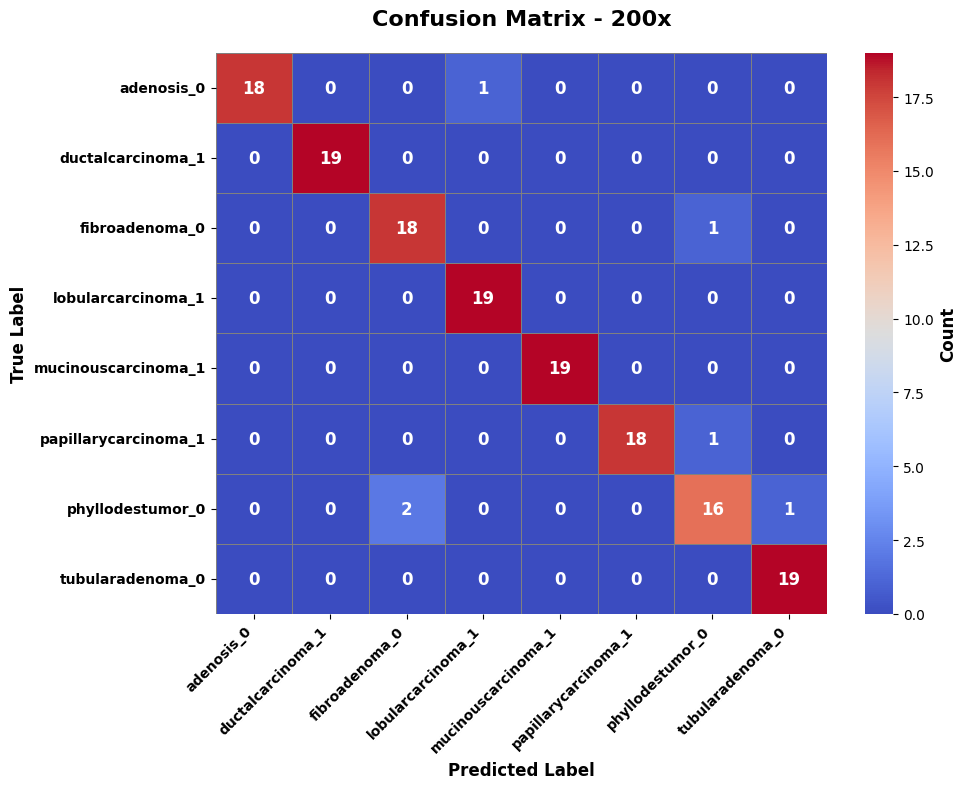 Confusion Matrix - 200x
True Label
adenosis_0 18 0 0 1 0 0 0 0
ductalcarcinoma_1 0 19 0 0 0 0 0 0
fibroadenoma_0 0 0 18 0 0 0 1 0
lobularcarcinoma_1 0 0 0 19 0 0 0 0
mucinouscarcinoma_1 0 0 0 0 19 0 0 0
papillarycarcinoma_1 0 0 0 0 0 18 1 0
phyllodestumor_0 0 0 2 0 0 0 16 1
tubularadenoma_0 0 0 0 0 0 0 0 19
adenosis_0
ductalcarcinoma_1
fibroadenoma_0
lobularcarcinoma_1
mucinouscarcinoma_1
papillarycarcinoma_1
phyllodestumor_0
tubularadenoma_0
Predicted Label
17.5
15.0
12.5
10.0
7.5
5.0
2.5
0.0
Count